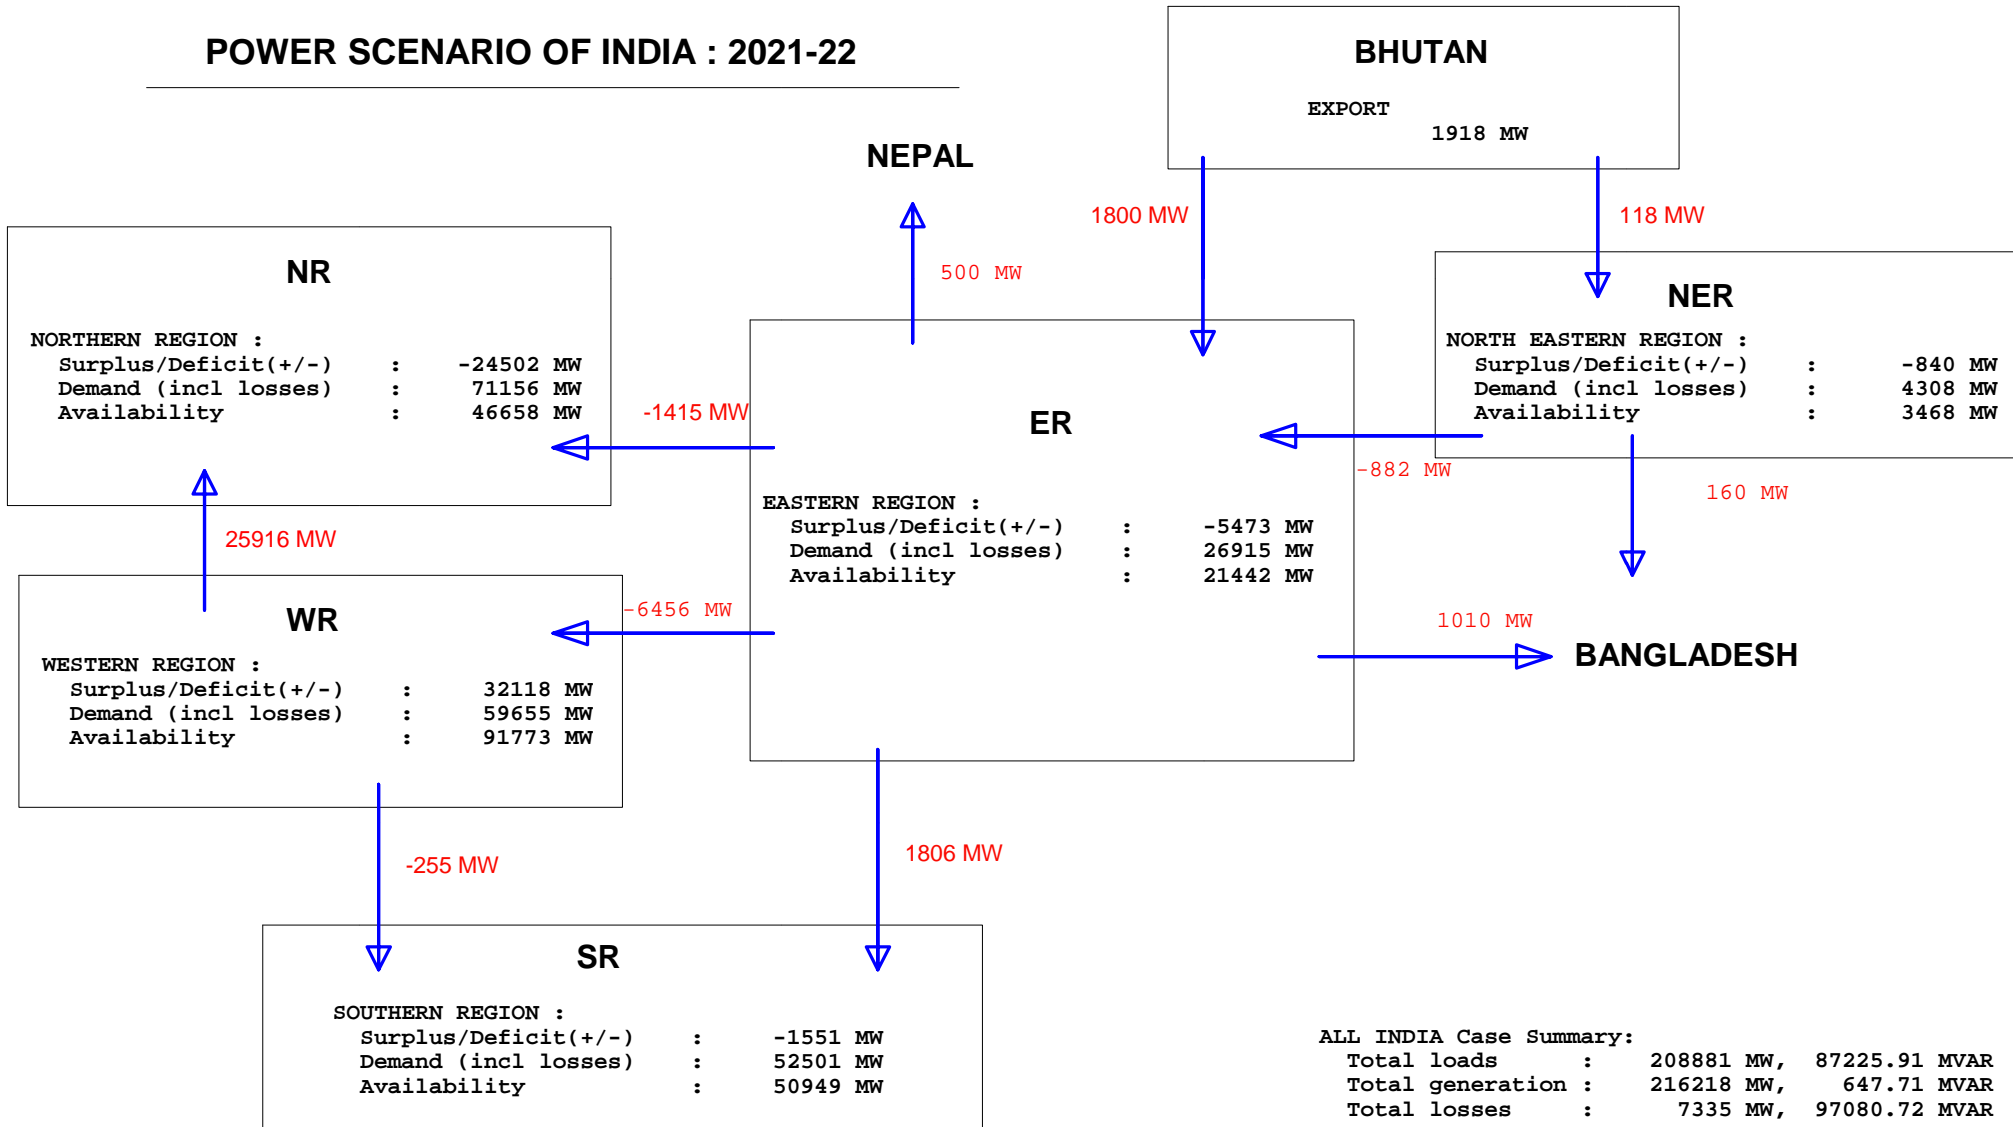 POWER SCENARIO OF INDIA : 2021-22
BHUTAN
EXPORT
1918 MW
NEPAL
1800 MW
118 MW
500 MW
NR
NORTHERN REGION :
Surplus/Deficit(+/-) : -24502 MW
Demand (incl losses) : 71156 MW
Availability : 46658 MW
-1415 MW
NER
NORTH EASTERN REGION :
Surplus/Deficit(+/-) : -840 MW
Demand (incl losses) : 4308 MW
Availability : 3468 MW
ER
EASTERN REGION :
Surplus/Deficit(+/-) : -5473 MW
Demand (incl losses) : 26915 MW
Availability : 21442 MW
-882 MW
160 MW
25916 MW
-6456 MW
1010 MW
BANGLADESH
WR
WESTERN REGION :
Surplus/Deficit(+/-) : 32118 MW
Demand (incl losses) : 59655 MW
Availability : 91773 MW
-255 MW
1806 MW
SR
SOUTHERN REGION :
Surplus/Deficit(+/-) : -1551 MW
Demand (incl losses) : 52501 MW
Availability : 50949 MW
ALL INDIA Case Summary:
Total loads : 208881 MW, 87225.91 MVAR
Total generation : 216218 MW, 647.71 MVAR
Total losses : 7335 MW, 97080.72 MVAR